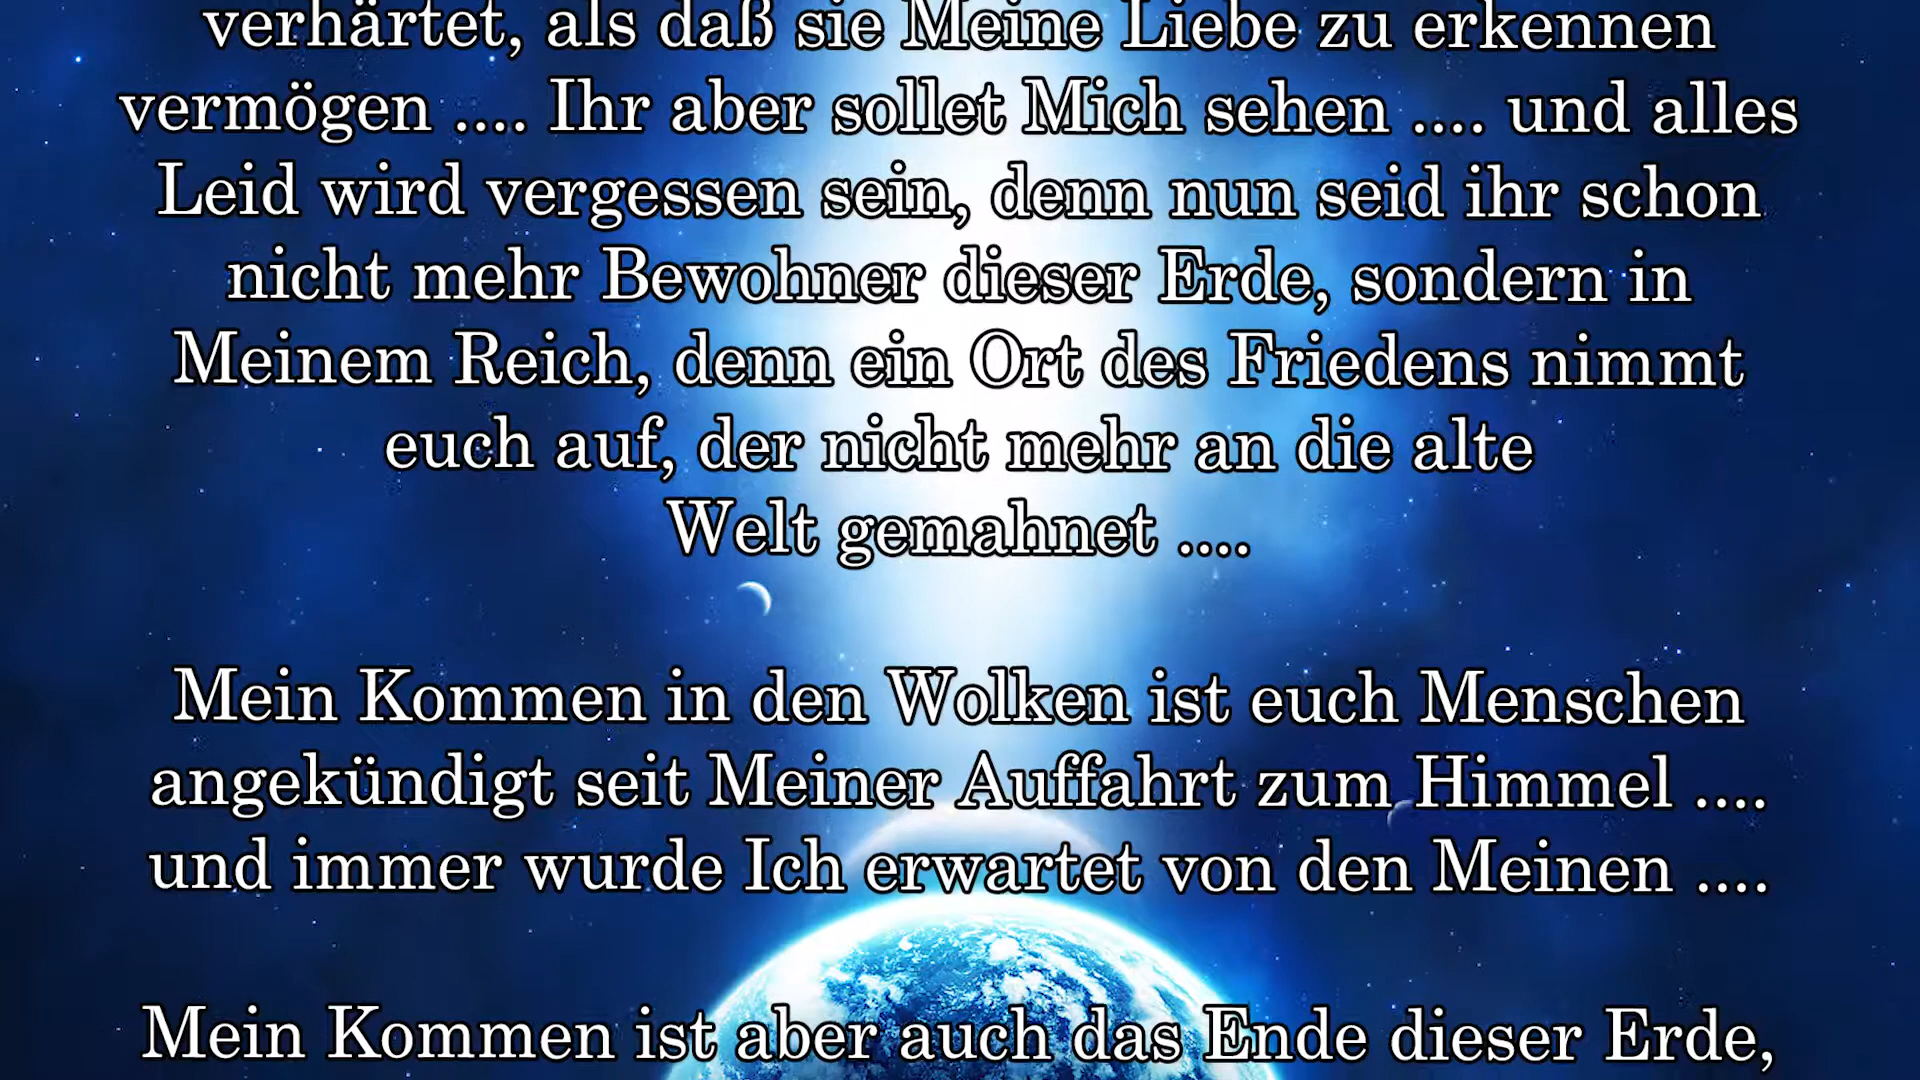 verhärtet, als daß sie Meine Liebe zu erkennen
vermögen .... Ihr aber sollet Mich sehen .... und alles
Leid wird vergessen sein, denn nun seid ihr schon
nicht mehr Bewohner dieser Erde, sondern in
Meinem Reich, denn ein Ort des Friedens nimmt
euch auf, der nicht mehr an die alte
Welt gemahnet ....
Mein Kommen in den Wolken ist euch Menschen
angekündigt seit Meiner Auffahrt zum Himmel ....
und immer wurde Ich erwartet von den Meinen ....
Mein Kommen ist aber auch das Ende dieser Erde,